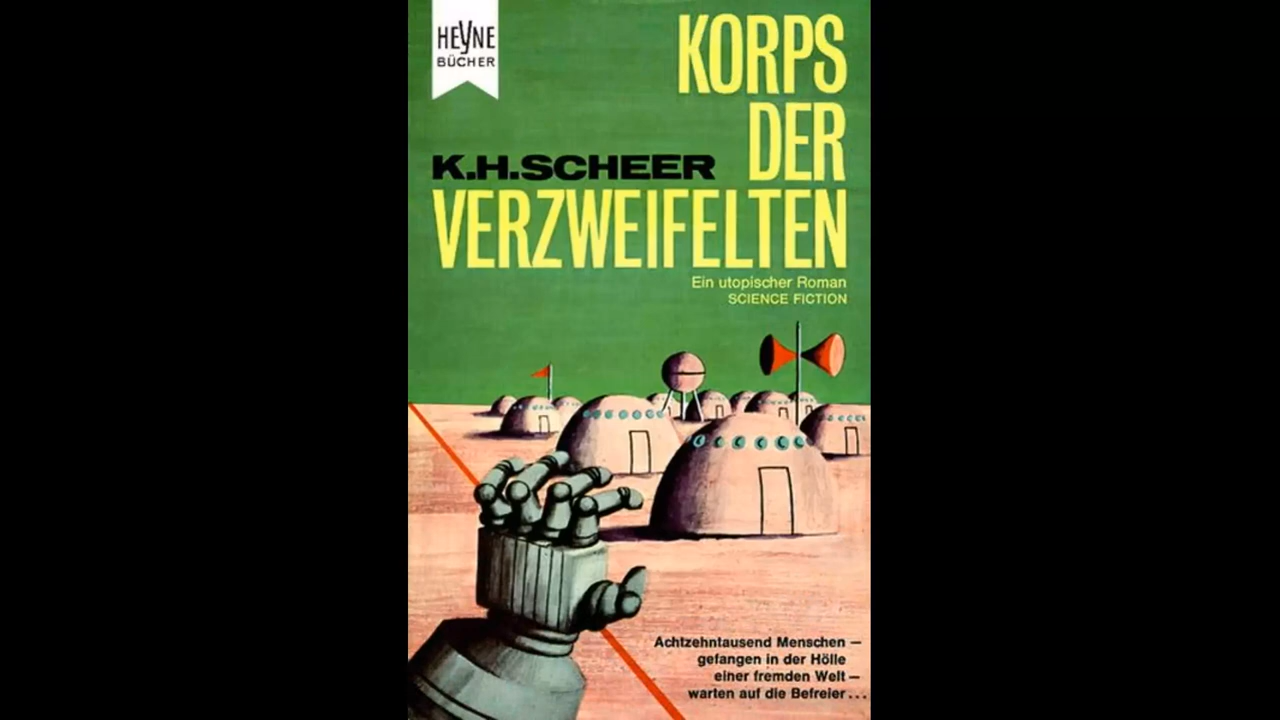 HEYNE
BÜCHER
KORPS
DER
K.H.SCHEER
VERZWEIFELTEN
Ein utopischer Roman
SCIENCE FICTION
Achtzehntausend Menschen –
gefangen in der Hölle
einer fremden Welt –
warten auf die Befreier...